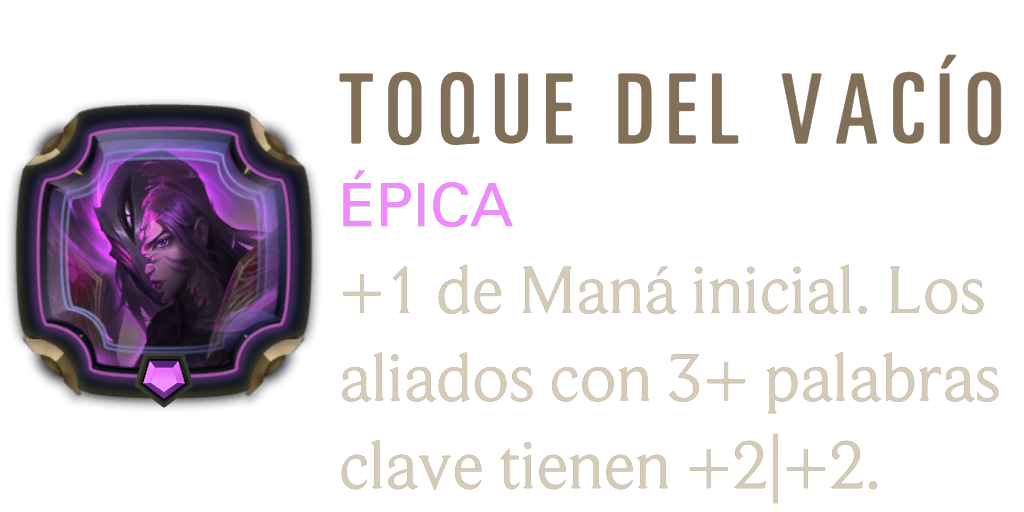 TOQUE DEL VACÍO
ÉPICA
+1 de Maná inicial. Los
aliados con 3+ palabras
clave tienen +2|+2.